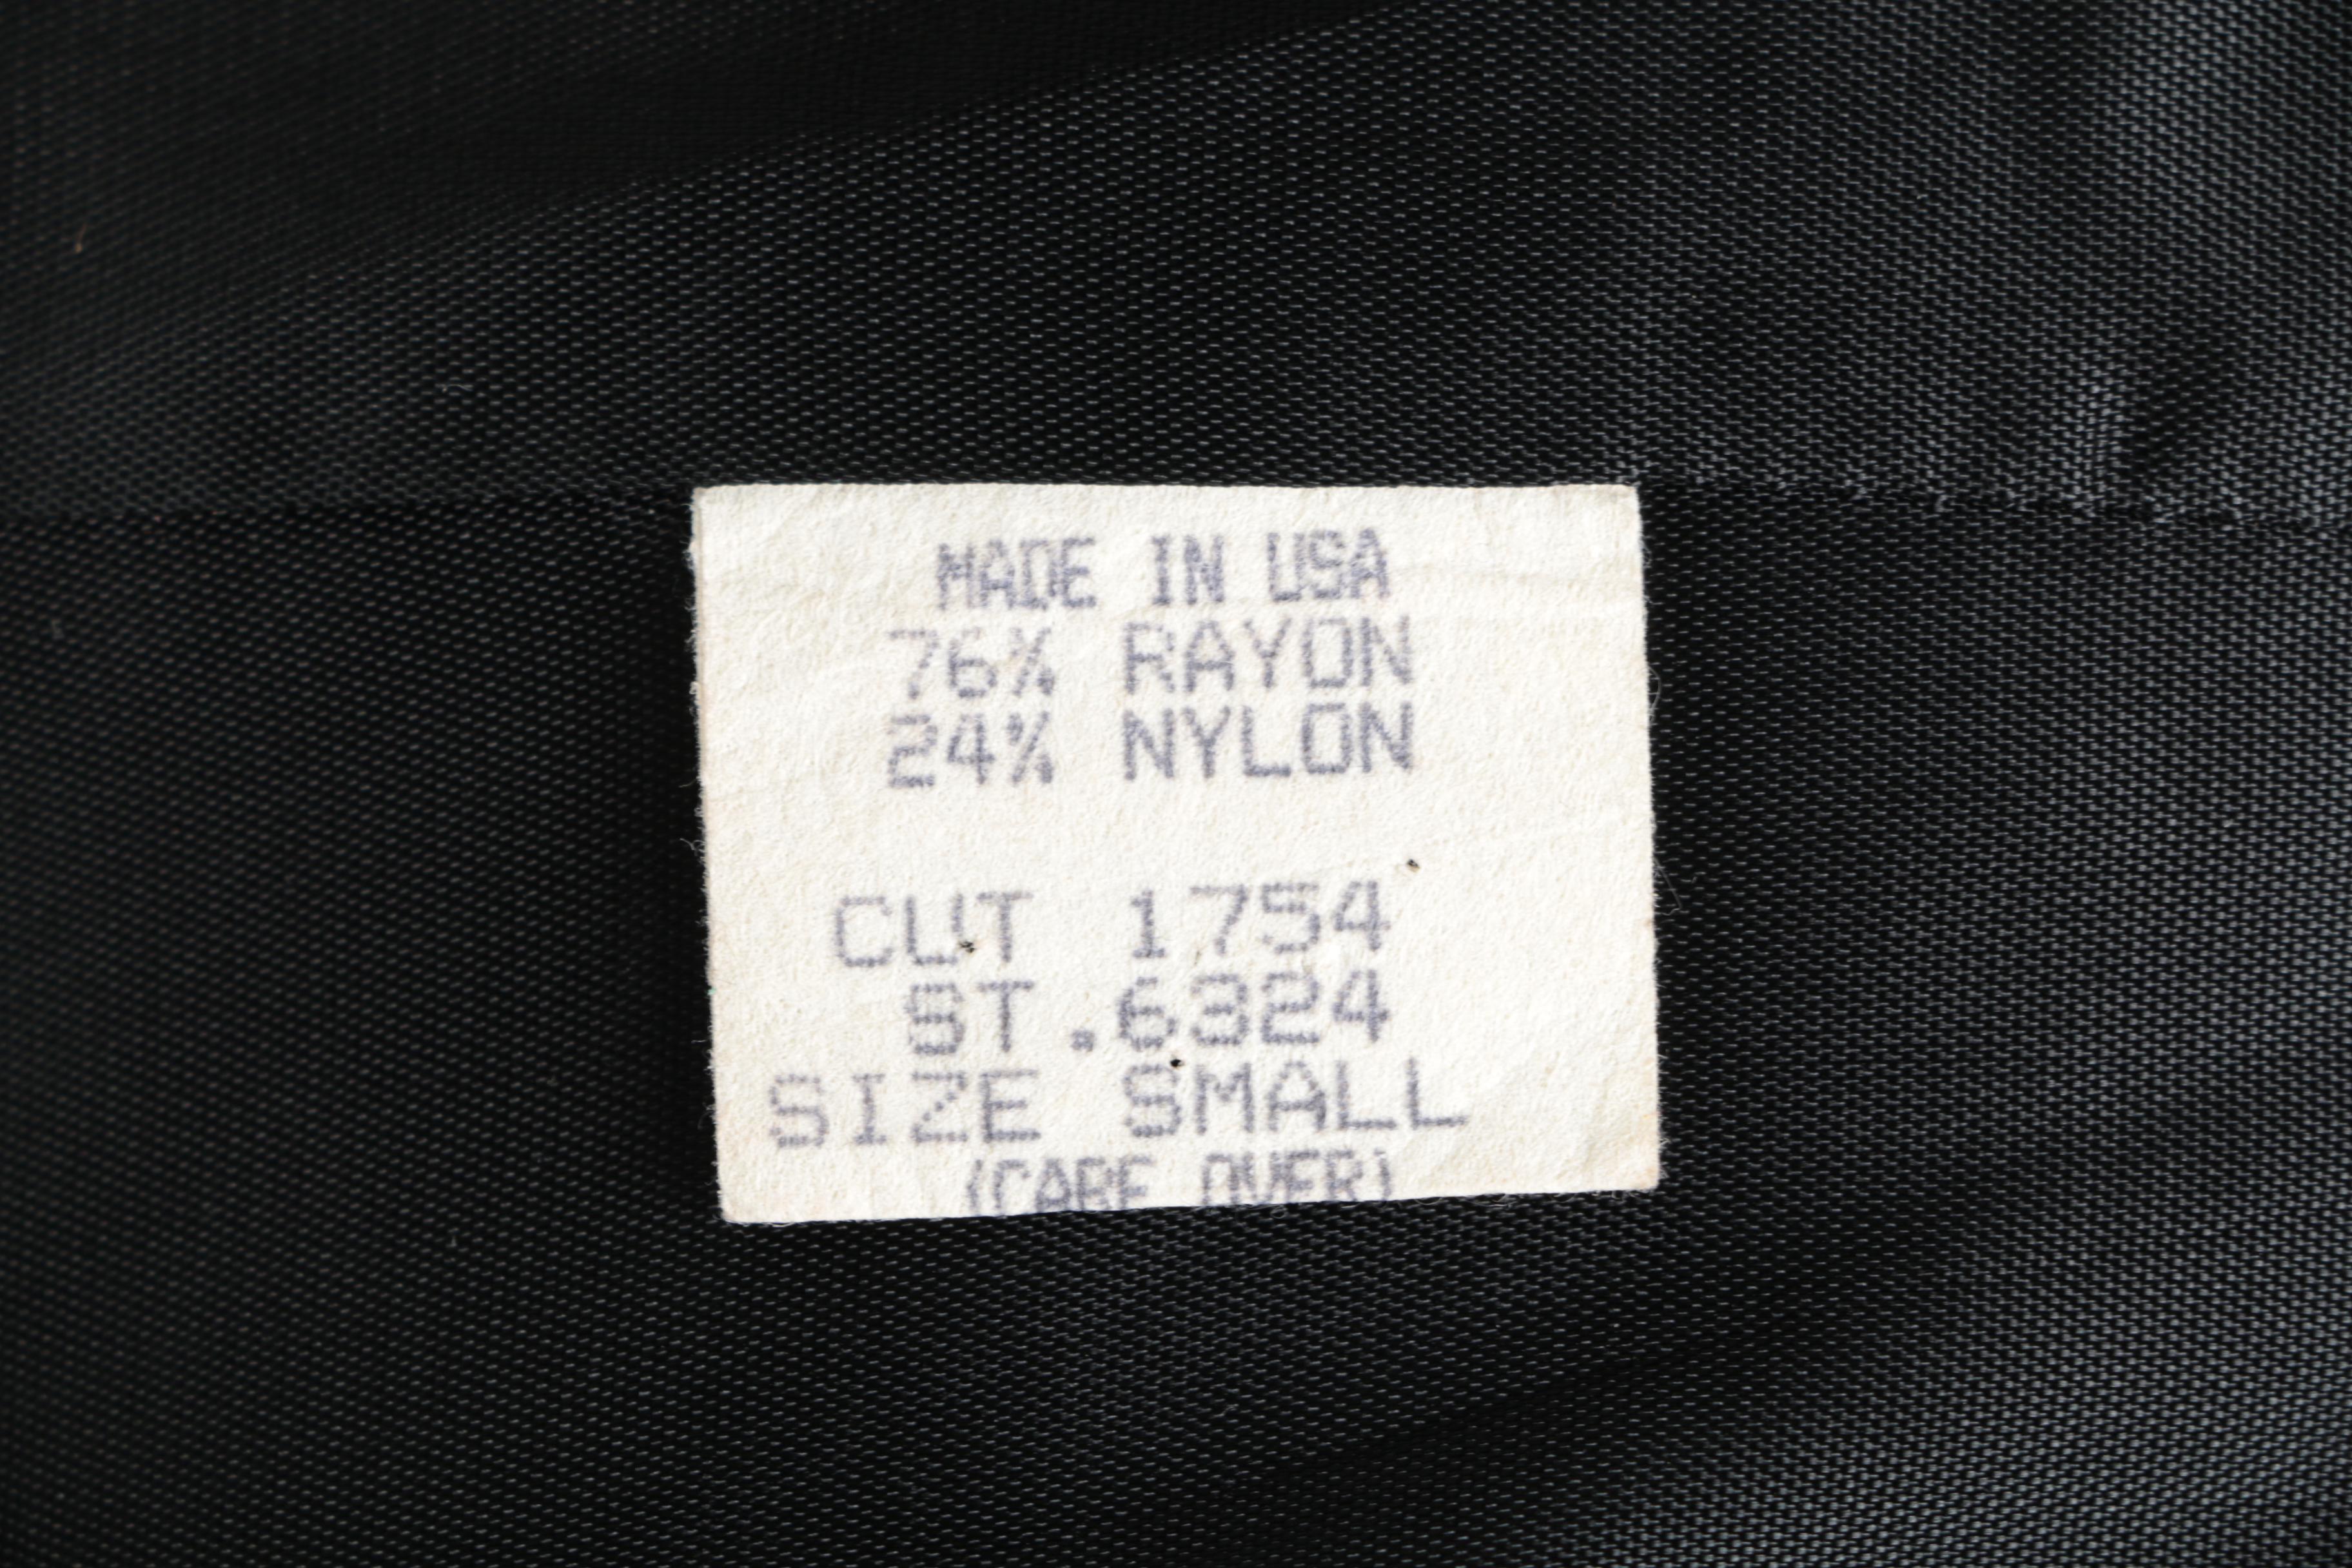 MADE IN USA
76% RAYON
24% NYLON
CUT 1754
ST.6324
SIZE SMALL
(CARE OVER)